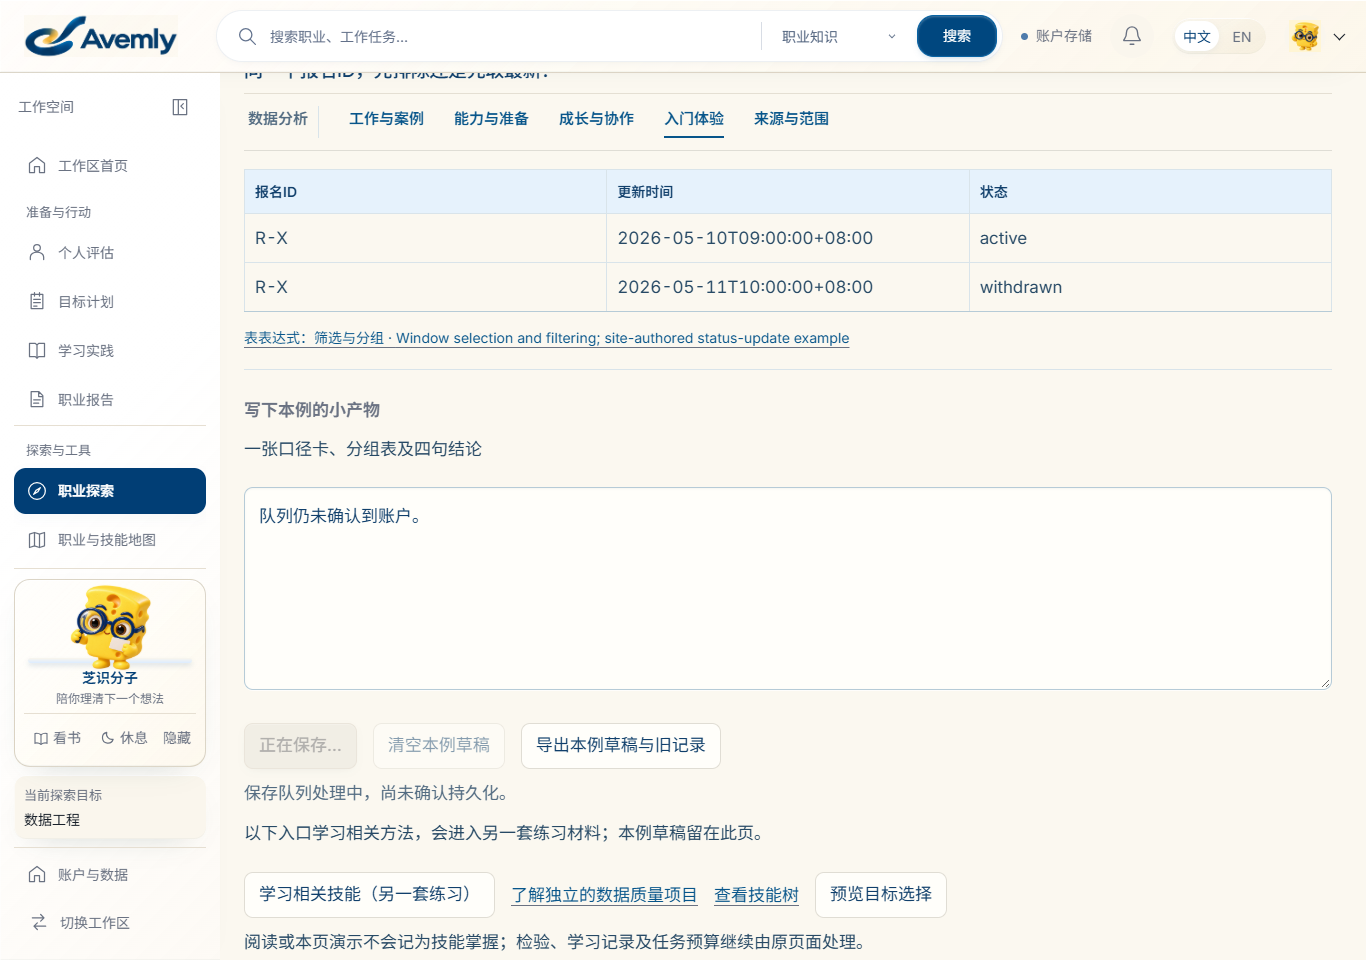 Avemly
搜索职业、工作任务...
职业知识
搜索
账户存储
中文
EN
工作空间
工作区首页
准备与行动
个人评估
目标计划
学习实践
职业报告
探索与工具
职业探索
职业与技能地图
芝识分子
陪你理清下一个想法
看书
休息
隐藏
当前探索目标
数据工程
账户与数据
切换工作区
数据分析
工作与案例
能力与准备
成长与协作
入门体验
来源与范围
报名ID
更新时间
状态
R-X
2026-05-10T09:00:00+08:00
active
R-X
2026-05-11T10:00:00+08:00
withdrawn
表表达式：筛选与分组 · Window selection and filtering; site-authored status-update example
写下本例的小产物
一张口径卡、分组表及四句结论
队列仍未确认到账户。
正在保存...
清空本例草稿
导出本例草稿与旧记录
保存队列处理中，尚未确认持久化。
以下入口学习相关方法，会进入另一套练习材料；本例草稿留在此页。
学习相关技能（另一套练习）
了解独立的数据质量项目
查看技能树
预览目标选择
阅读或本页演示不会记为技能掌握；检验、学习记录及任务预算继续由原页面处理。